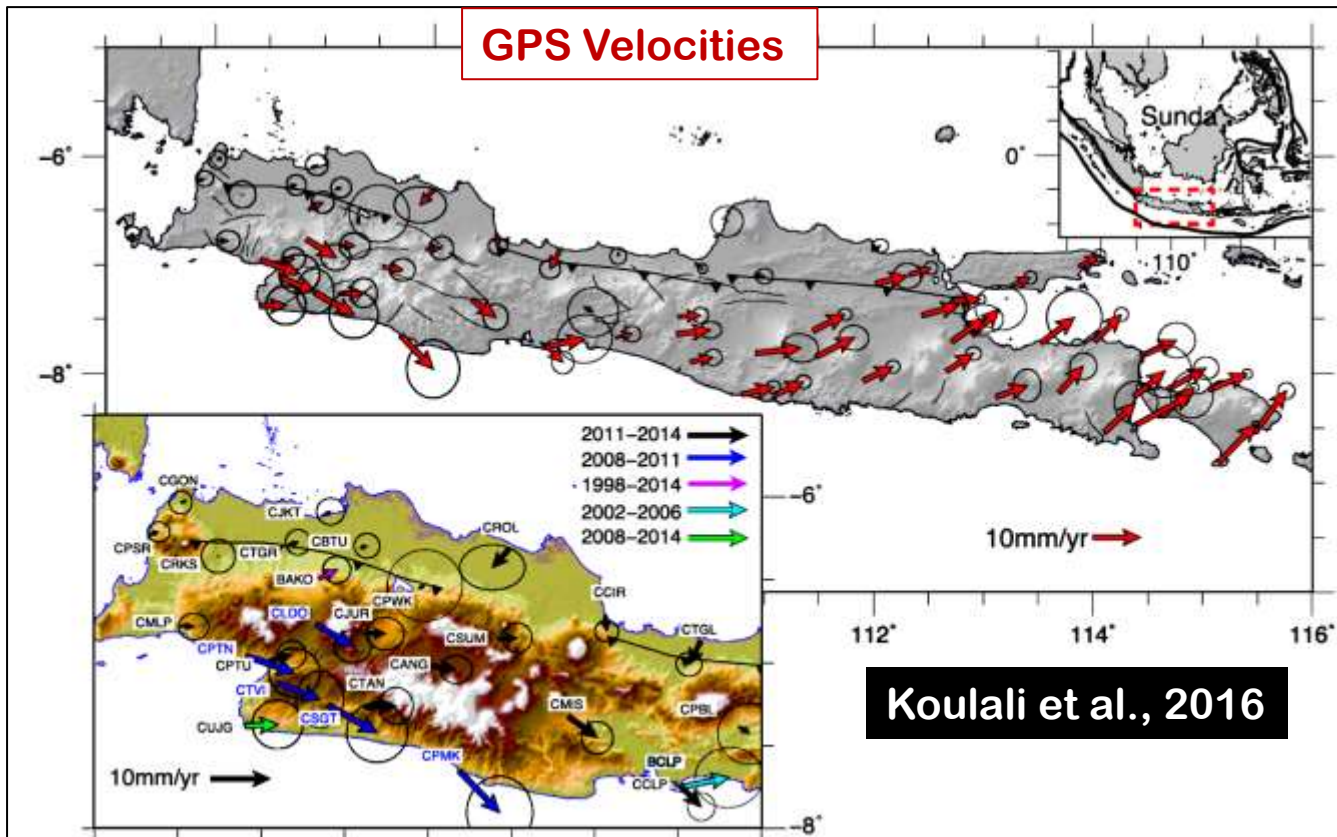 GPS Velocities
Sunda
0°
110°
−6°
−8°
10mm/yr
112°
114°
116°
2011−2014
2008−2011
1998−2014
2002−2006
2008−2014
−6°
−8°
CGON
CJKT
CROL
CPSR
CTGR
CBTU
CRKS
BAKO
CPWK
CCIR
CMLP
CLDO
CJUR
CSUM
CTGL
CPTN
CPTU
CANG
CTVI
CTAN
CSGT
CMIS
CPBL
CUJG
CPMK
BCLP
CCLP
10mm/yr
Koulali et al., 2016